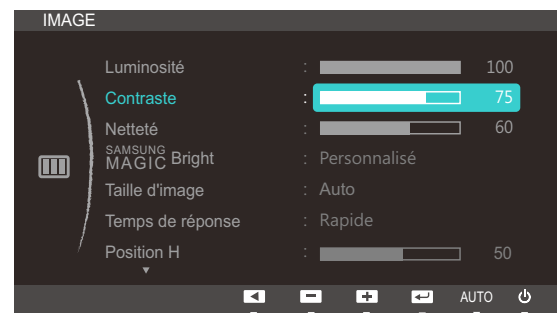 IMAGE
Luminosité : 100
Contraste : 75
Netteté : 60
SAMSUNG
MAGIC Bright : Personnalisé
Taille d'image : Auto
Temps de réponse : Rapide
Position H : 50
AUTO